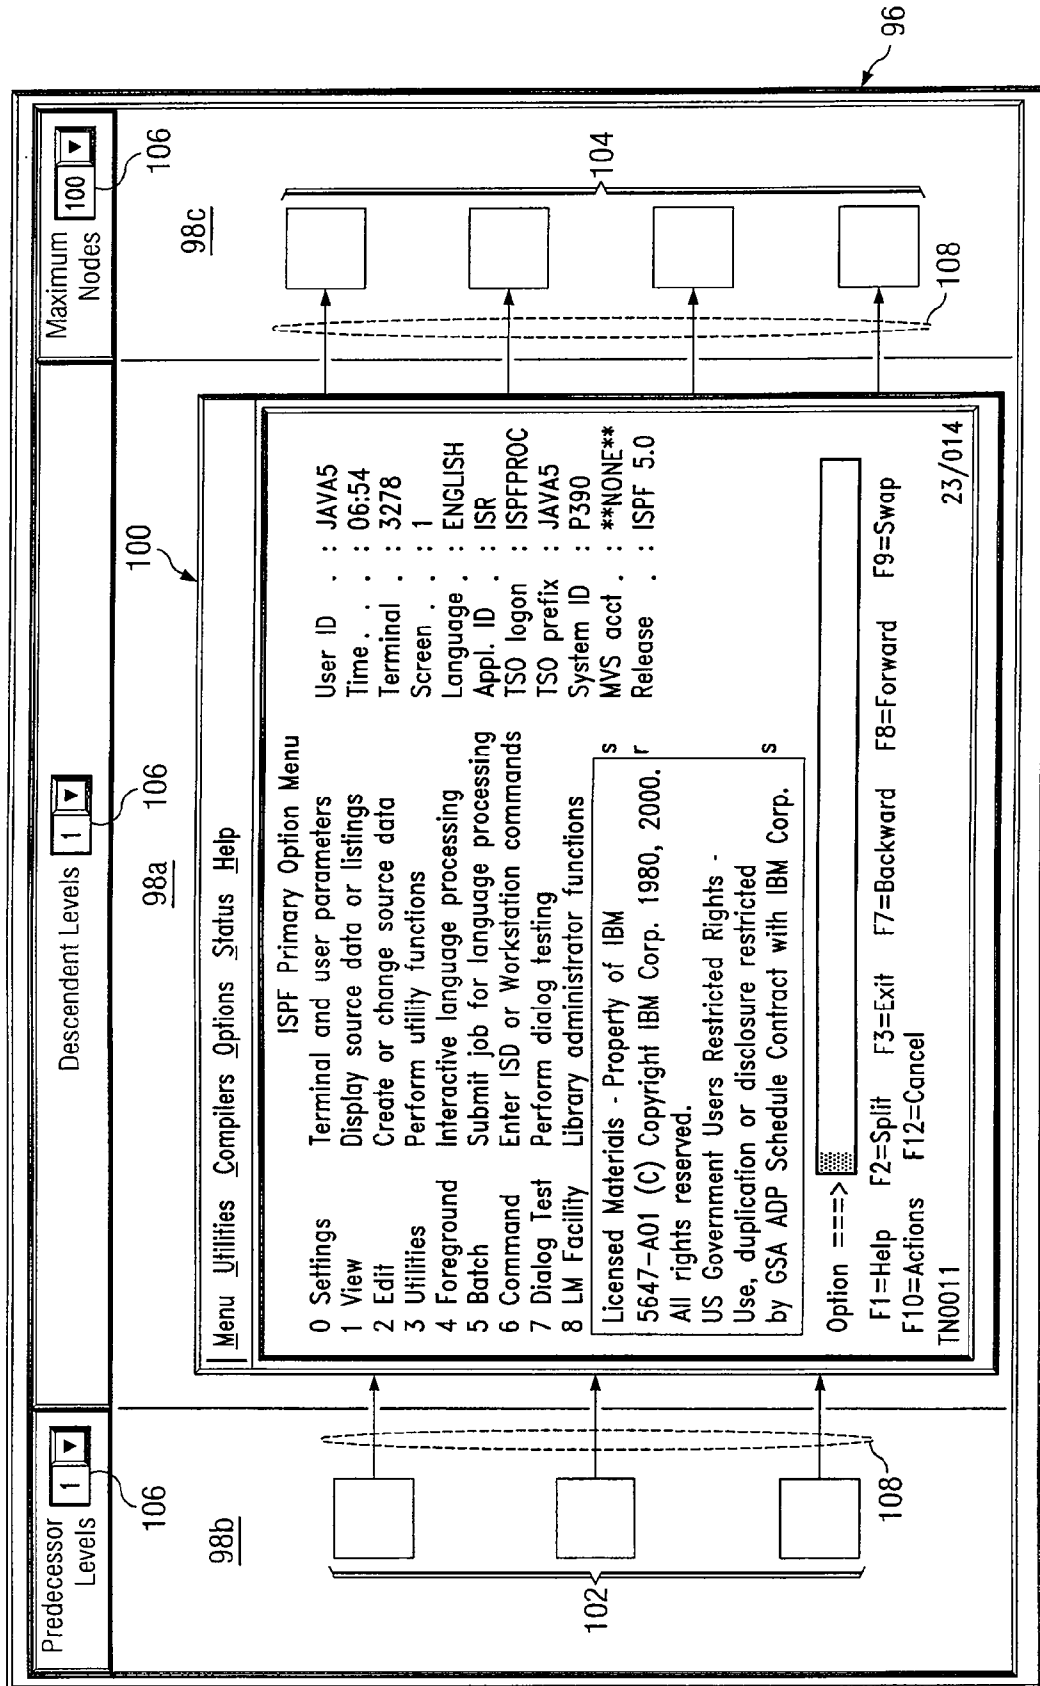 Predecessor
Levels
1
106
Descendent Levels
1
106
Maximum
Nodes
100
106
96
98b
98a
98c
100
Menu Utilities Compilers Options Status Help
ISPF Primary Option Menu
0 Settings Terminal and user parameters User ID . : JAVA5
1 View Display source data or listings Time . . . : 06:54
2 Edit Create or change source data Terminal . : 3278
3 Utilities Perform utility functions Screen . . : 1
4 Foreground Interactive language processing Language . : ENGLISH
5 Batch Submit job for language processing Appl. ID . : ISR
6 Command Enter ISD or Workstation commands TSO logon : ISPFPROC
7 Dialog Test Perform dialog testing TSO prefix : JAVA5
8 LM Facility Library administrator functions System ID : P390
s MVS acct . : **NONE**
Licensed Materials - Property of IBM
r Release . : ISPF 5.0
5647-A01 (C) Copyright IBM Corp. 1980, 2000.
All rights reserved.
US Government Users Restricted Rights -
Use, duplication or disclosure restricted
by GSA ADP Schedule Contract with IBM Corp.
s
Option ===>
F1=Help F2=Split F3=Exit F7=Backward F8=Forward F9=Swap
F10=Actions F12=Cancel
TN0011 23/014
102
108
104
108